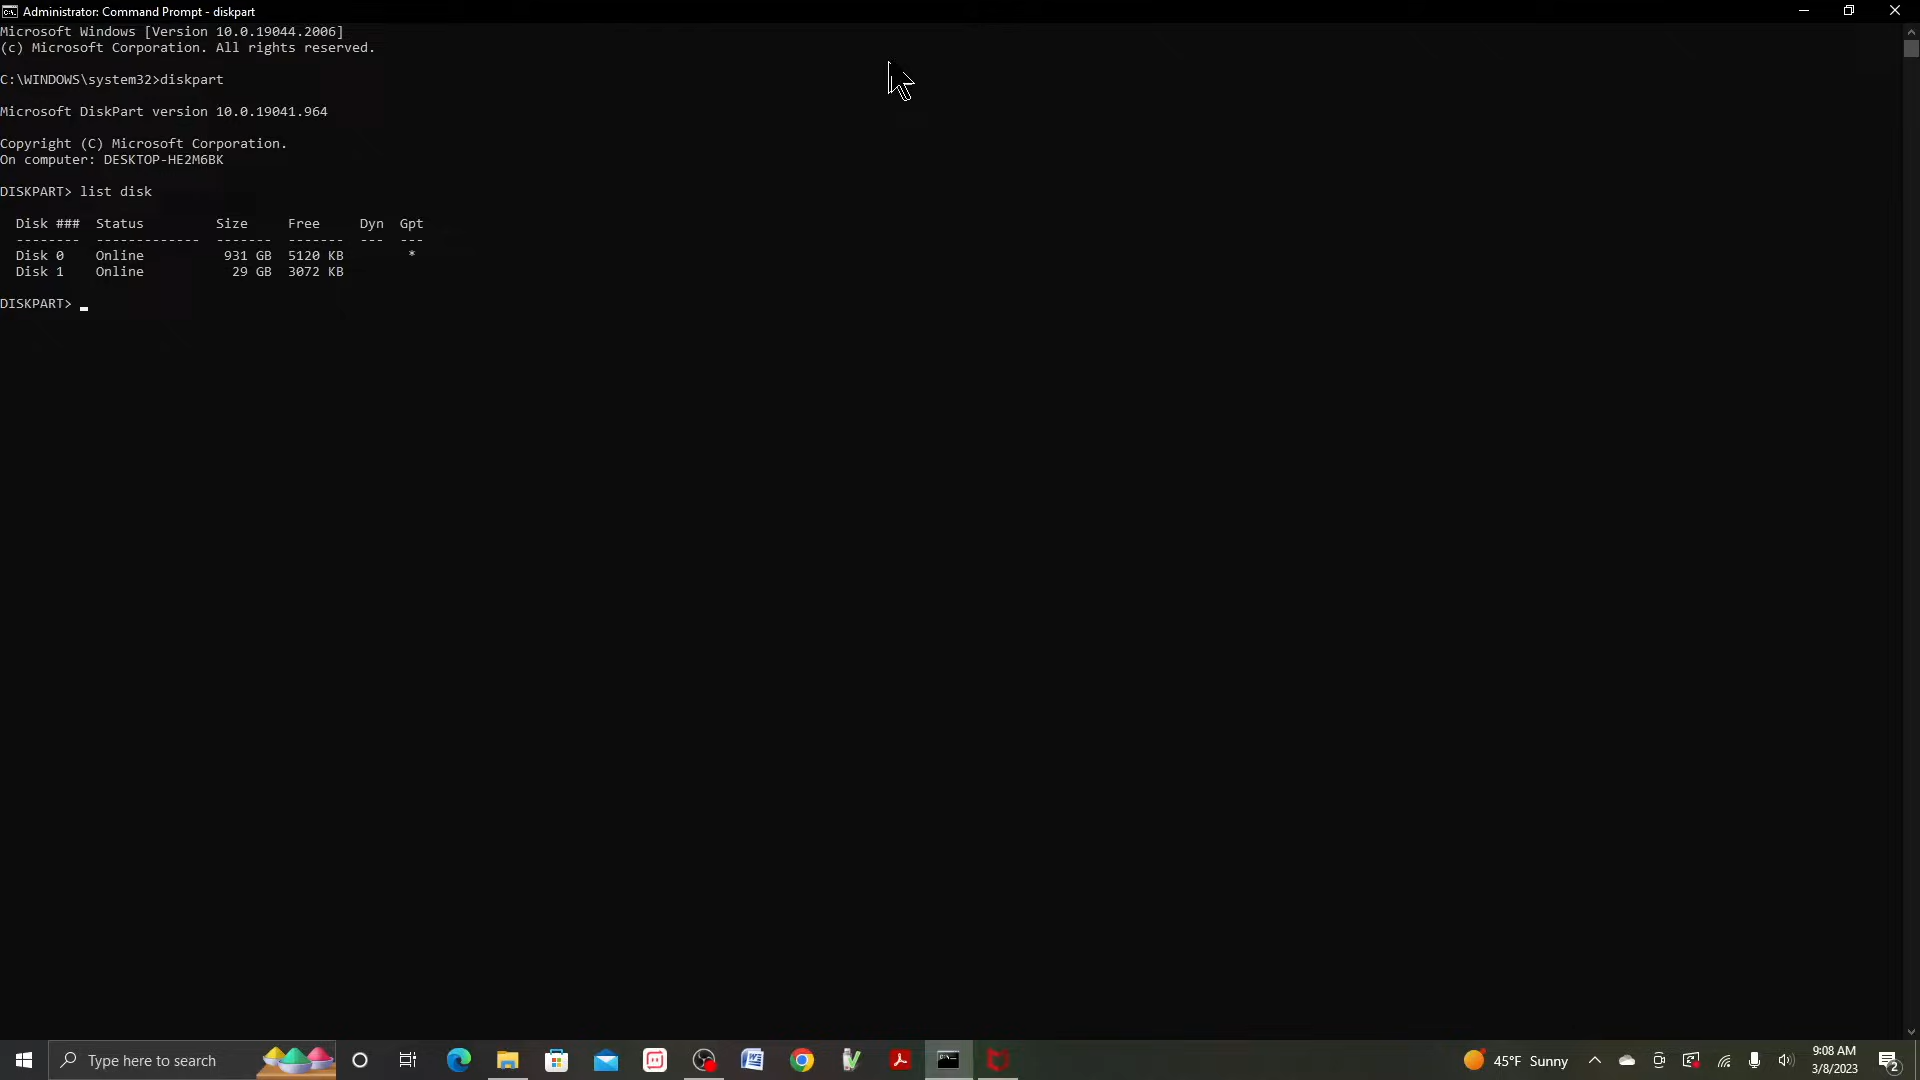 Administrator: Command Prompt - diskpart
Microsoft Windows [Version 10.0.19044.2006]
(c) Microsoft Corporation. All rights reserved.
C:\WINDOWS\system32>diskpart
Microsoft DiskPart version 10.0.19041.964
Copyright (C) Microsoft Corporation.
On computer: DESKTOP-HE2M6BK
DISKPART> list disk
Disk ### Status Size Free Dyn Gpt
-------- ------------- ------- ------- --- ---
Disk 0 Online 931 GB 5120 KB *
Disk 1 Online 29 GB 3072 KB
DISKPART>
Type here to search
45°F Sunny
9:08 AM
3/8/2023
2